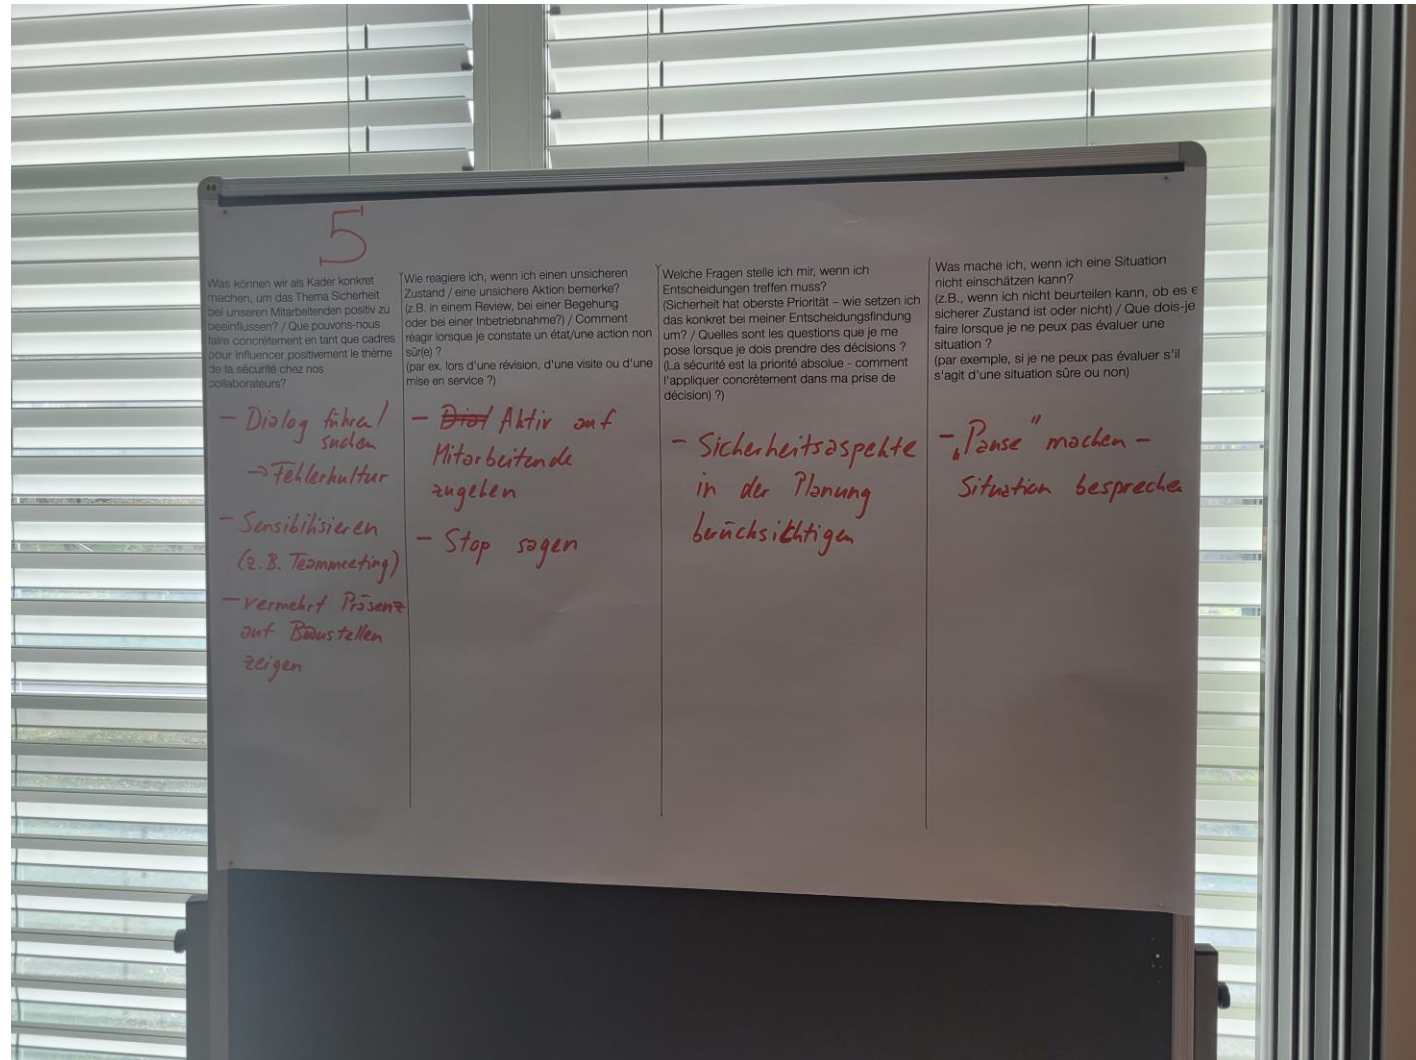 5
Was können wir als Kader konkret
machen, um das Thema Sicherheit
bei unseren Mitarbeitenden positiv zu
beeinflussen? / Que pouvons-nous
faire concrètement en tant que cadres
pour influencer positivement le thème
de la sécurité chez nos
collaborateurs?
- Dialog führen/
suchen
→ Fehlerkultur
- Sensibilisieren
(z.B. Teammeeting)
- vermehrt Präsenz
auf Baustellen
zeigen
Wie reagiere ich, wenn ich einen unsicheren
Zustand / eine unsichere Aktion bemerke?
(z.B. in einem Review, bei einer Begehung
oder bei einer Inbetriebnahme?) / Comment
réagir lorsque je constate un état/une action non
sûr(e) ?
(par ex. lors d'une révision, d'une visite ou d'une
mise en service ?)
- Aktiv auf
Mitarbeitende
zugehen
- Stop sagen
Welche Fragen stelle ich mir, wenn ich
Entscheidungen treffen muss?
(Sicherheit hat oberste Priorität – wie setzen ich
das konkret bei meiner Entscheidungsfindung
um? / Quelles sont les questions que je me
pose lorsque je dois prendre des décisions ?
(La sécurité est la priorité absolue - comment
l'appliquer concrètement dans ma prise de
décision) ?)
- Sicherheitsaspekte
in der Planung
berücksichtigen
Was mache ich, wenn ich eine Situation
nicht einschätzen kann?
(z.B., wenn ich nicht beurteilen kann, ob es e
sicherer Zustand ist oder nicht) / Que dois-je
faire lorsque je ne peux pas évaluer une
situation ?
(par exemple, si je ne peux pas évaluer s'il
s'agit d'une situation sûre ou non)
- „Pause" machen -
Situation besprechen